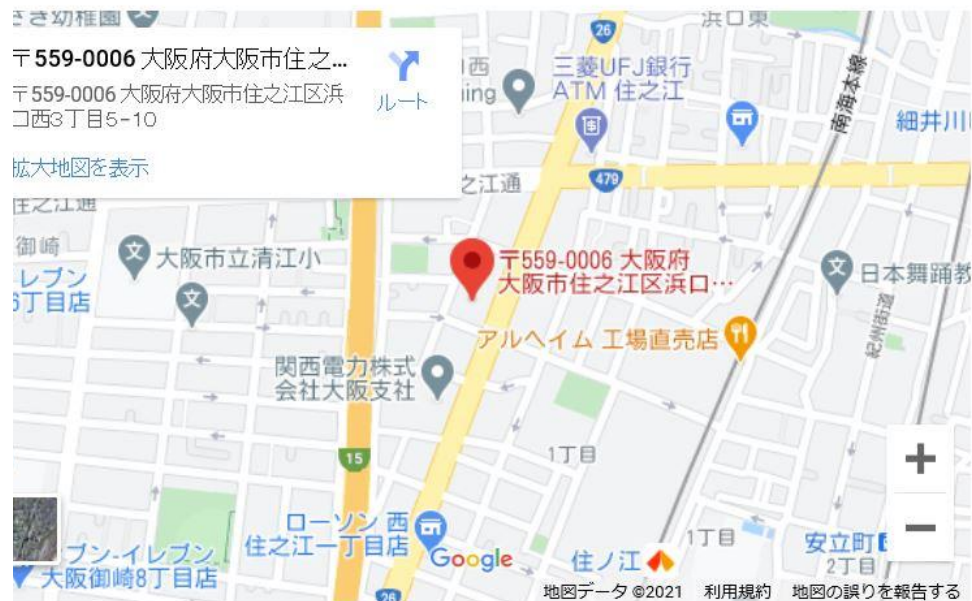 さき幼稚園
浜口東
26
〒559-0006 大阪府大阪市住之...
〒559-0006 大阪府大阪市住之江区浜
口西3丁目5-10
ルート
拡大地図を表示
口西
ing
三菱UFJ銀行
ATM 住之江
南海本線
細井川
之江通
479
住之江通
御崎
大阪市立清江小
レブン
6丁目店
〒559-0006 大阪府
大阪市住之江区浜口…
日本舞踊教
紀州街道
アルヘイム 工場直売店
関西電力株式
会社大阪支社
15
1丁目
ローソン 西
住之江一丁目店
Google
住ノ江
1丁目
安立町
2丁目
ブン-イレブン
大阪御崎8丁目店
26
地図データ ©2021 利用規約 地図の誤りを報告する